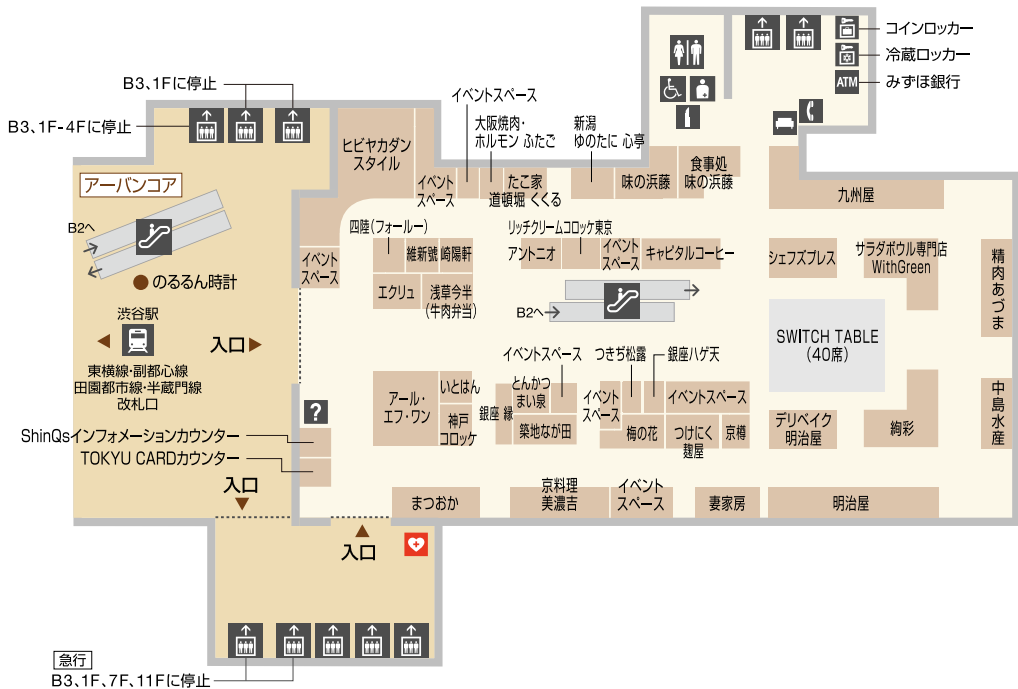 コインロッカー
冷蔵ロッカー
ATM
みずほ銀行
B3、1Fに停止
B3、1F-4Fに停止
イベントスペース
大阪焼肉・
ホルモン ふたご
新潟
ゆのたに 心亭
ヒビヤカダン
スタイル
イベント
スペース
たこ家
道頓堀 くくる
味の浜藤
食事処
味の浜藤
九州屋
アーバンコア
B2へ
のるるん時計
四陸(フォールー)
維新號
崎陽軒
リッチクリームコロッケ東京
アントニオ
イベント
スペース
キャピタルコーヒー
シェフズプレス
サラダボウル専門店
WithGreen
精肉あづま
イベント
スペース
エクリュ
浅草今半
(牛肉弁当)
B2へ
渋谷駅
東横線・副都心線
田園都市線・半蔵門線
改札口
入口
SWITCH TABLE
(40席)
イベントスペース
つきぢ松露
銀座ハゲ天
アール・
エフ・ワン
いとはん
神戸
コロッケ
銀座 縁
とんかつ
まい泉
築地なが田
イベント
スペース
梅の花
イベントスペース
つけにく
麹屋
京樽
デリベイク
明治屋
絢彩
中島水産
?
ShinQsインフォメーションカウンター
TOKYU CARDカウンター
入口
まつおか
京料理
美濃吉
イベント
スペース
妻家房
明治屋
入口
急行
B3、1F、7F、11Fに停止